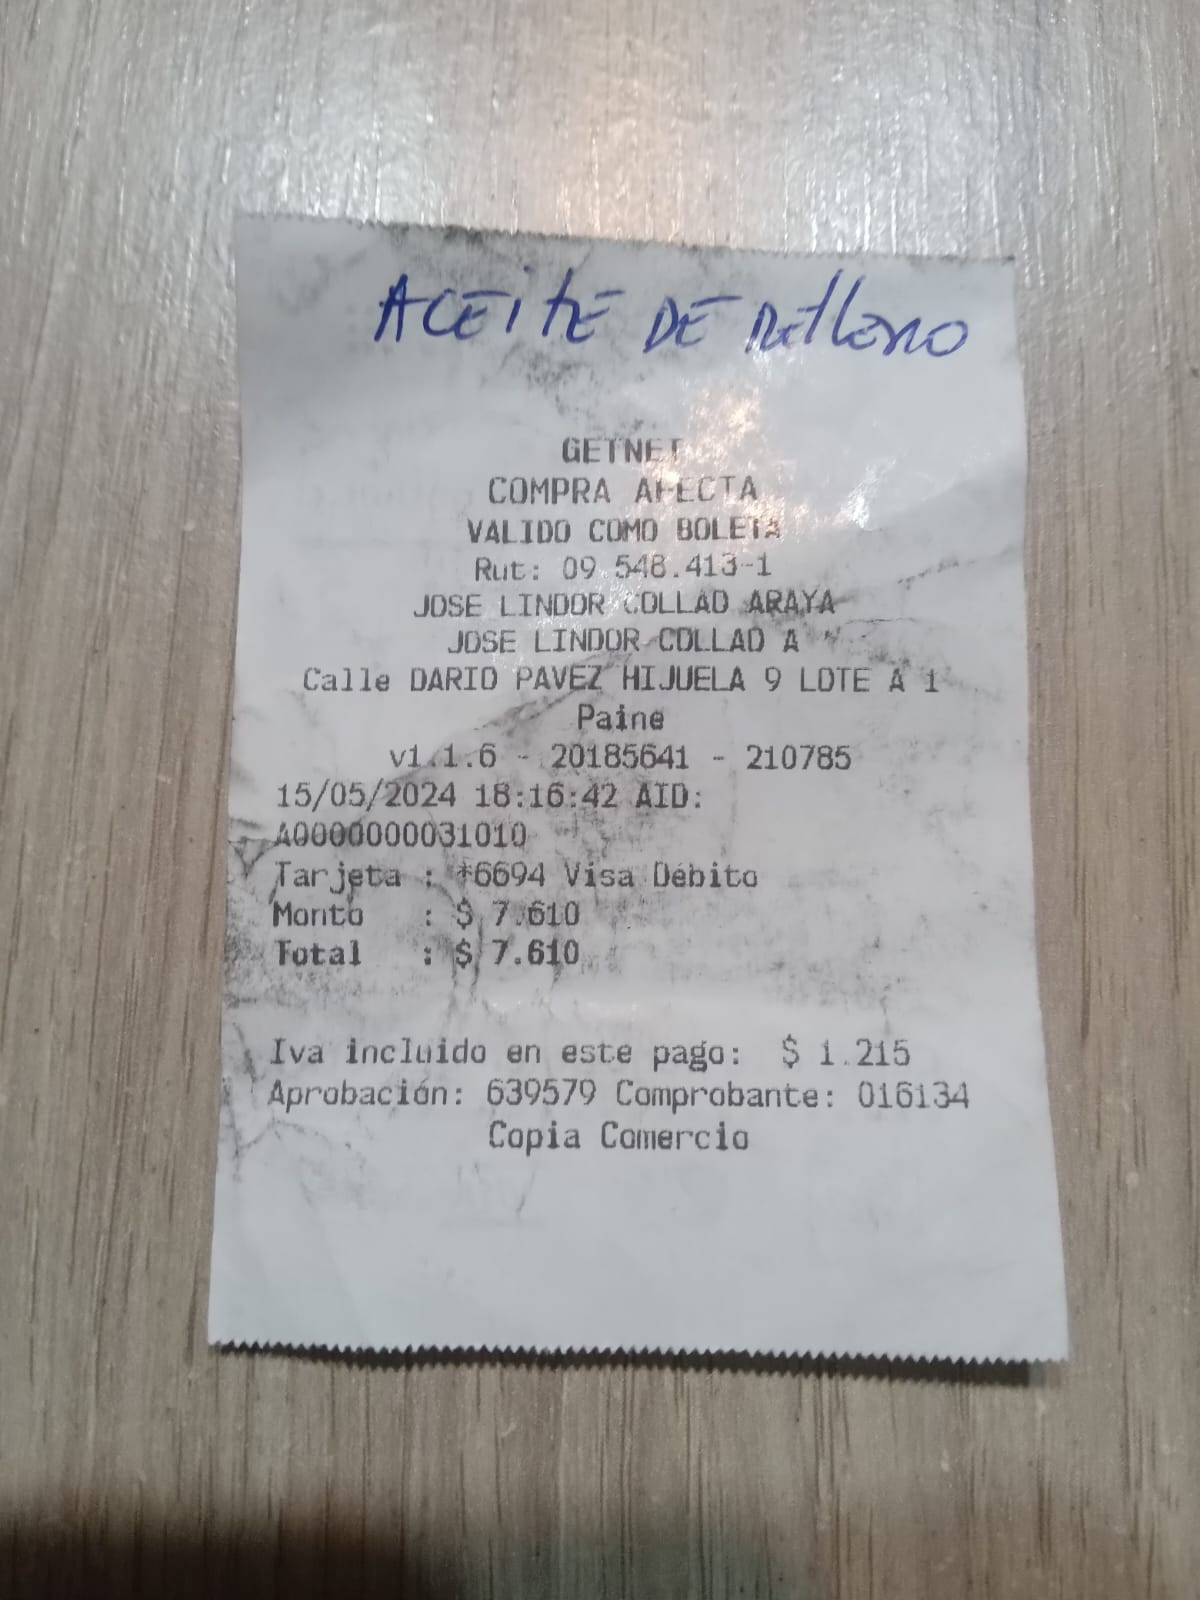 ACEITE DE RELLENO
GETNET
COMPRA AFECTA
VALIDO COMO BOLETA
Rut: 09.548.413-1
JOSE LINDOR COLLAO ARAYA
JOSE LINDOR COLLAO A
Calle DARIO PAVEZ HIJUELA 9 LOTE A 1
Paine
v1.1.6 - 20185641 - 210785
15/05/2024 18:16:42 AID:
A0000000031010
Tarjeta : *6694 Visa Débito
Monto : $ 7.610
Total : $ 7.610
Iva incluido en este pago: $ 1.215
Aprobación: 639579 Comprobante: 016134
Copia Comercio